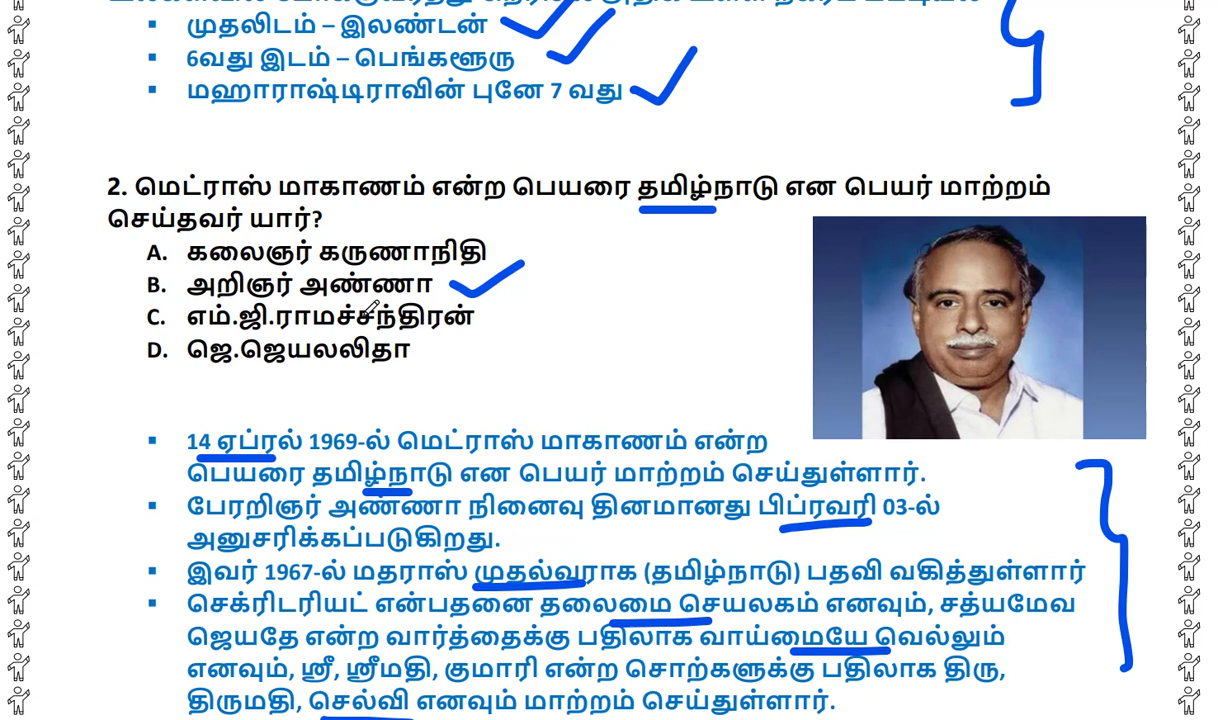 ▪ முதலிடம் – இலண்டன்
▪ 6வது இடம் – பெங்களூரு
▪ மஹாராஷ்டிராவின் புனே 7 வது
2. மெட்ராஸ் மாகாணம் என்ற பெயரை தமிழ்நாடு என பெயர் மாற்றம்
செய்தவர் யார்?
A. கலைஞர் கருணாநிதி
B. அறிஞர் அண்ணா
C. எம்.ஜி.ராமச்சந்திரன்
D. ஜெ.ஜெயலலிதா
▪ 14 ஏப்ரல் 1969-ல் மெட்ராஸ் மாகாணம் என்ற
பெயரை தமிழ்நாடு என பெயர் மாற்றம் செய்துள்ளார்.
▪ பேரறிஞர் அண்ணா நினைவு தினமானது பிப்ரவரி 03-ல்
அனுசரிக்கப்படுகிறது.
▪ இவர் 1967-ல் மதராஸ் முதல்வராக (தமிழ்நாடு) பதவி வகித்துள்ளார்
▪ செக்ரிடரியட் என்பதனை தலைமை செயலகம் எனவும், சத்யமேவ
ஜெயதே என்ற வார்த்தைக்கு பதிலாக வாய்மையே வெல்லும்
எனவும், ஸ்ரீ, ஸ்ரீமதி, குமாரி என்ற சொற்களுக்கு பதிலாக திரு,
திருமதி, செல்வி எனவும் மாற்றம் செய்துள்ளார்.